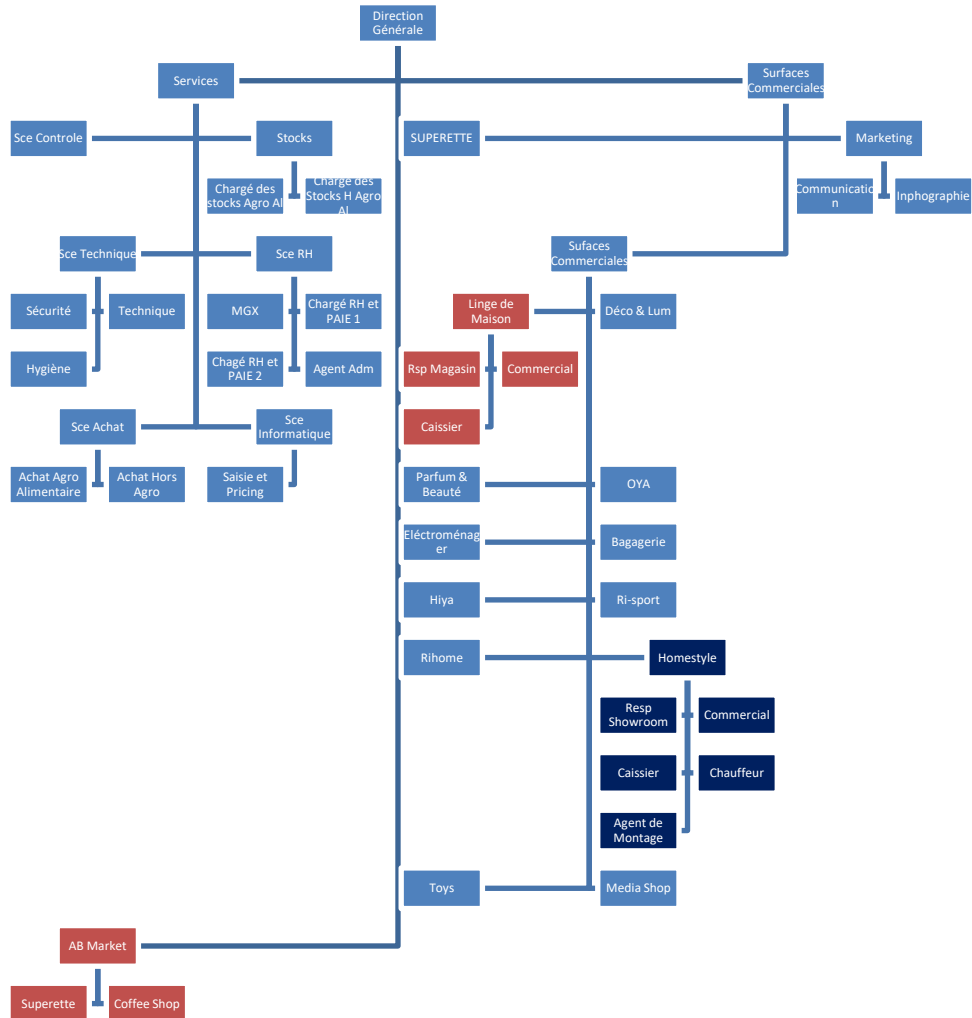 Direction
Générale
Services
Surfaces
Commerciales
Sce Controle
Stocks
SUPERETTE
Marketing
Chargé des
stocks Agro Al
Chargé des
Stocks H Agro
Al
Communicatio
n
Inphographie
Sce Technique
Sce RH
Sufaces
Commerciales
Sécurité
Technique
MGX
Chargé RH et
PAIE 1
Linge de
Maison
Déco & Lum
Hygiène
Chagé RH et
PAIE 2
Agent Adm
Rsp Magasin
Commercial
Sce Achat
Sce
Informatique
Caissier
Achat Agro
Alimentaire
Achat Hors
Agro
Saisie et
Pricing
Parfum &
Beauté
OYA
Eléctroménag
er
Bagagerie
Hiya
Ri-sport
Rihome
Homestyle
Resp
Showroom
Commercial
Caissier
Chauffeur
Agent de
Montage
Toys
Media Shop
AB Market
Superette
Coffee Shop